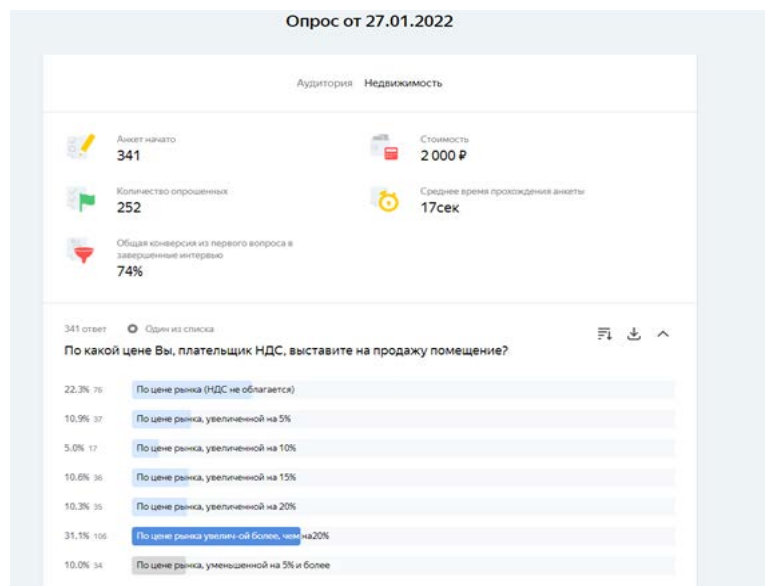 Опрос от 27.01.2022
Аудитория Недвижимость
Анкет начато
341
Стоимость
2 000 ₽
Количество опрошенных
252
Среднее время прохождения анкеты
17сек
Общая конверсия из первого вопроса в
завершенные интервью
74%
341 ответ Один из списка
По какой цене Вы, плательщик НДС, выставите на продажу помещение?
22.3% 76 По цене рынка (НДС не облагается)
10.9% 37 По цене рынка, увеличенной на 5%
5.0% 17 По цене рынка, увеличенной на 10%
10.6% 36 По цене рынка, увеличенной на 15%
10.3% 35 По цене рынка, увеличенной на 20%
31.1% 106 По цене рынка увелич-ой более, чем на20%
10.0% 34 По цене рынка, уменьшенной на 5% и более